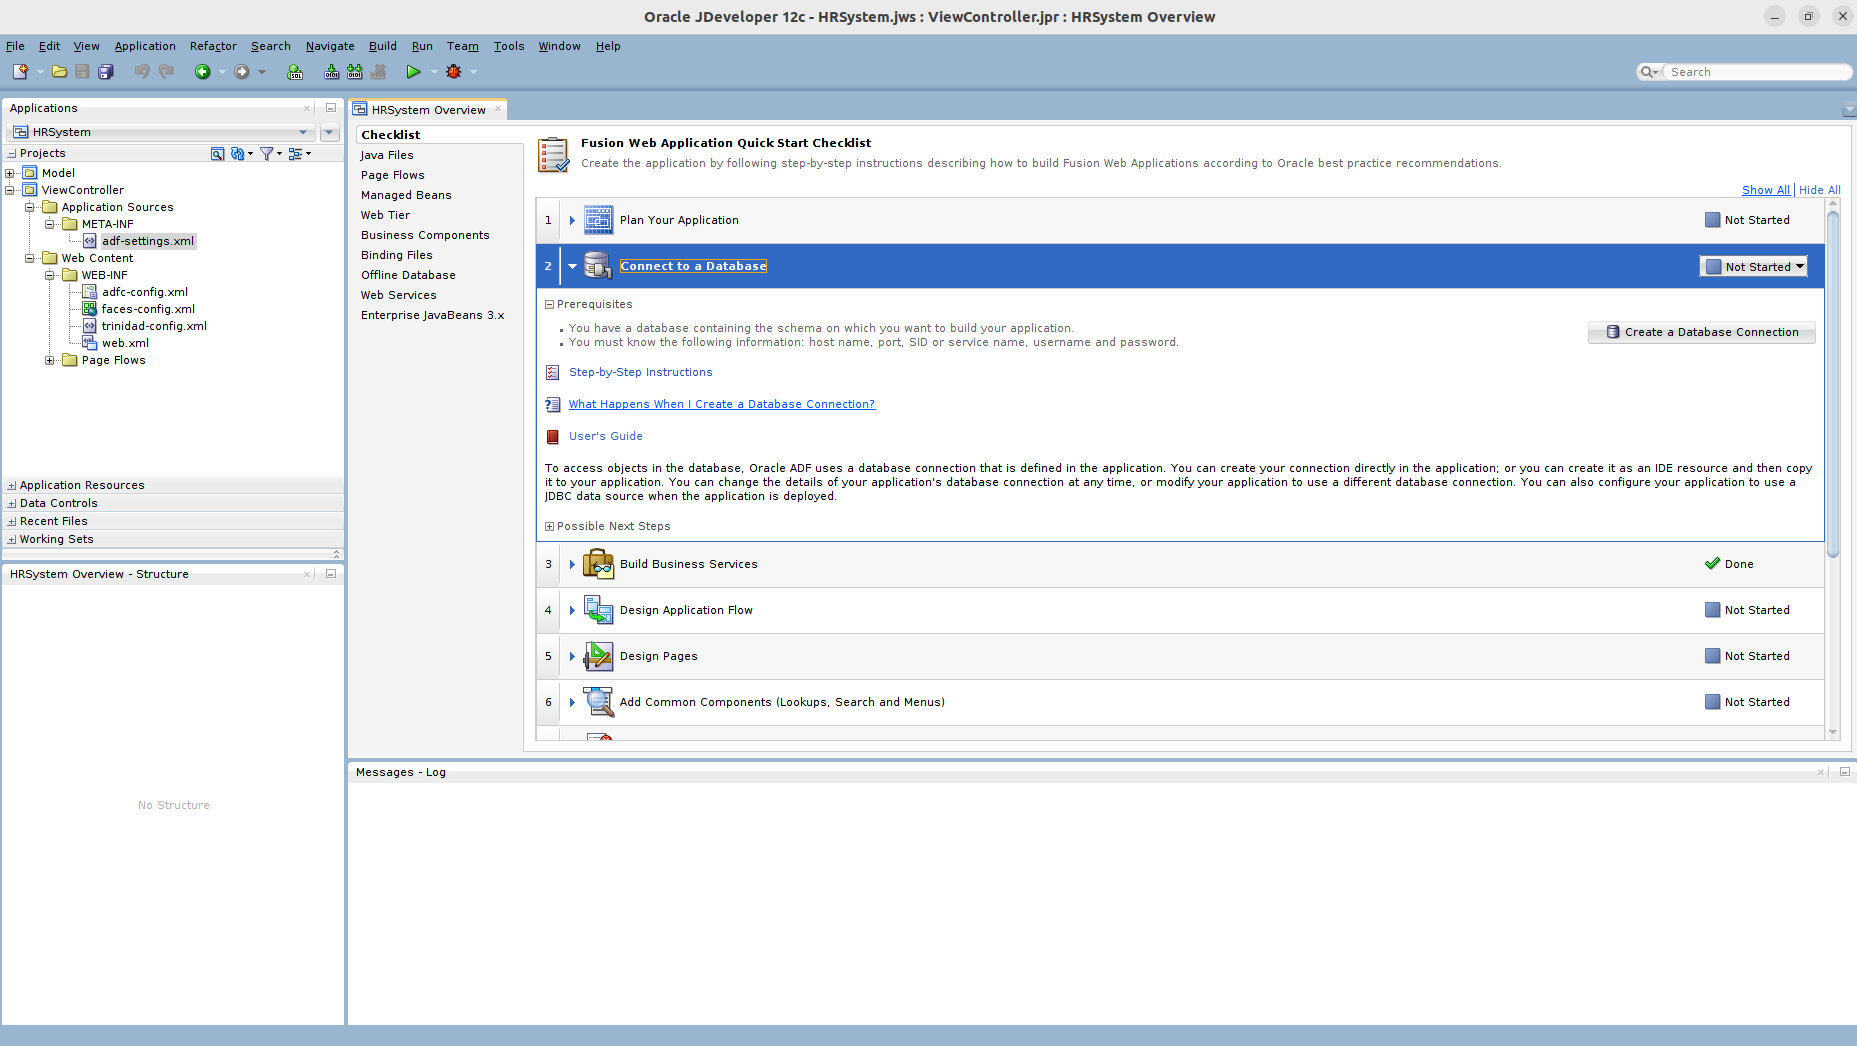 Oracle JDeveloper 12c - HRSystem.jws : ViewController.jpr : HRSystem Overview
File Edit View Application Refactor Search Navigate Build Run Team Tools Window Help
Search
Applications
HRSystem
Projects
Model
ViewController
Application Sources
META-INF
adf-settings.xml
Web Content
WEB-INF
adfc-config.xml
faces-config.xml
trinidad-config.xml
web.xml
Page Flows
Application Resources
Data Controls
Recent Files
Working Sets
HRSystem Overview - Structure
No Structure
HRSystem Overview
Checklist
Java Files
Page Flows
Managed Beans
Web Tier
Business Components
Binding Files
Offline Database
Web Services
Enterprise JavaBeans 3.x
Fusion Web Application Quick Start Checklist
Create the application by following step-by-step instructions describing how to build Fusion Web Applications according to Oracle best practice recommendations.
Show All Hide All
1 Plan Your Application Not Started
2 Connect to a Database Not Started
Prerequisites
• You have a database containing the schema on which you want to build your application.
• You must know the following information: host name, port, SID or service name, username and password.
Create a Database Connection
Step-by-Step Instructions
What Happens When I Create a Database Connection?
User's Guide
To access objects in the database, Oracle ADF uses a database connection that is defined in the application. You can create your connection directly in the application; or you can create it as an IDE resource and then copy
it to your application. You can change the details of your application's database connection at any time, or modify your application to use a different database connection. You can also configure your application to use a
JDBC data source when the application is deployed.
Possible Next Steps
3 Build Business Services Done
4 Design Application Flow Not Started
5 Design Pages Not Started
6 Add Common Components (Lookups, Search and Menus) Not Started
Messages - Log